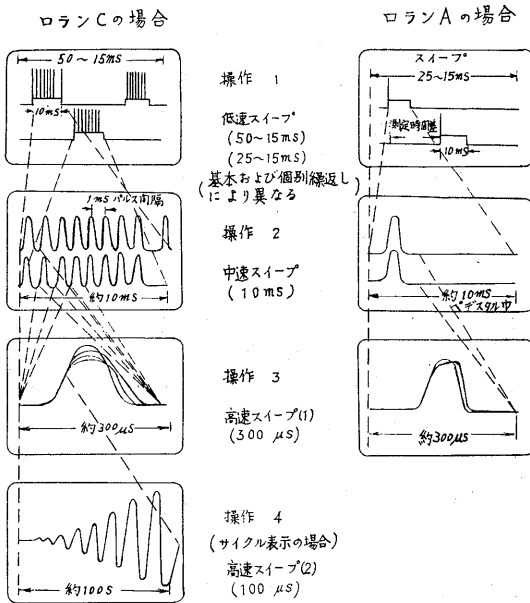 ロランCの場合
ロランAの場合
50〜15ms
10ms
操作 1
低速スイープ
(50〜15ms)
(25〜15ms)
(基本および個別繰返しにより異なる)
スイープ
25〜15ms
測定時間差
10ms
1msパルス間隔
約10ms
操作 2
中速スイープ
(10ms)
約10ms
ペデスタル巾
約300μs
操作 3
高速スイープ(1)
(300 μs)
約300μs
約100S
操作 4
(サイクル表示の場合)
高速スイープ(2)
(100 μs)